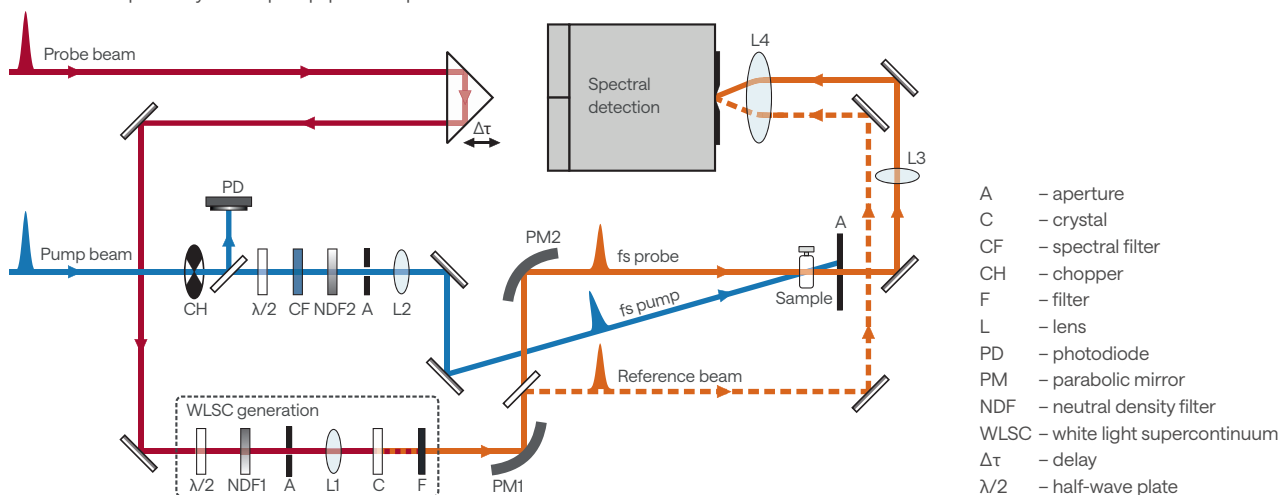 Probe beam
Δτ
Spectral
detection
L4
L3
PD
Pump beam
CH
λ/2
CF
NDF2
A
L2
PM2
fs probe
fs pump
Sample
A
Reference beam
WLSC generation
λ/2
NDF1
A
L1
C
F
PM1
A – aperture
C – crystal
CF – spectral filter
CH – chopper
F – filter
L – lens
PD – photodiode
PM – parabolic mirror
NDF – neutral density filter
WLSC – white light supercontinuum
Δτ – delay
λ/2 – half-wave plate